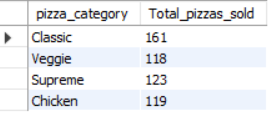 pizza_category Total_pizzas_sold
Classic 161
Veggie 118
Supreme 123
Chicken 119